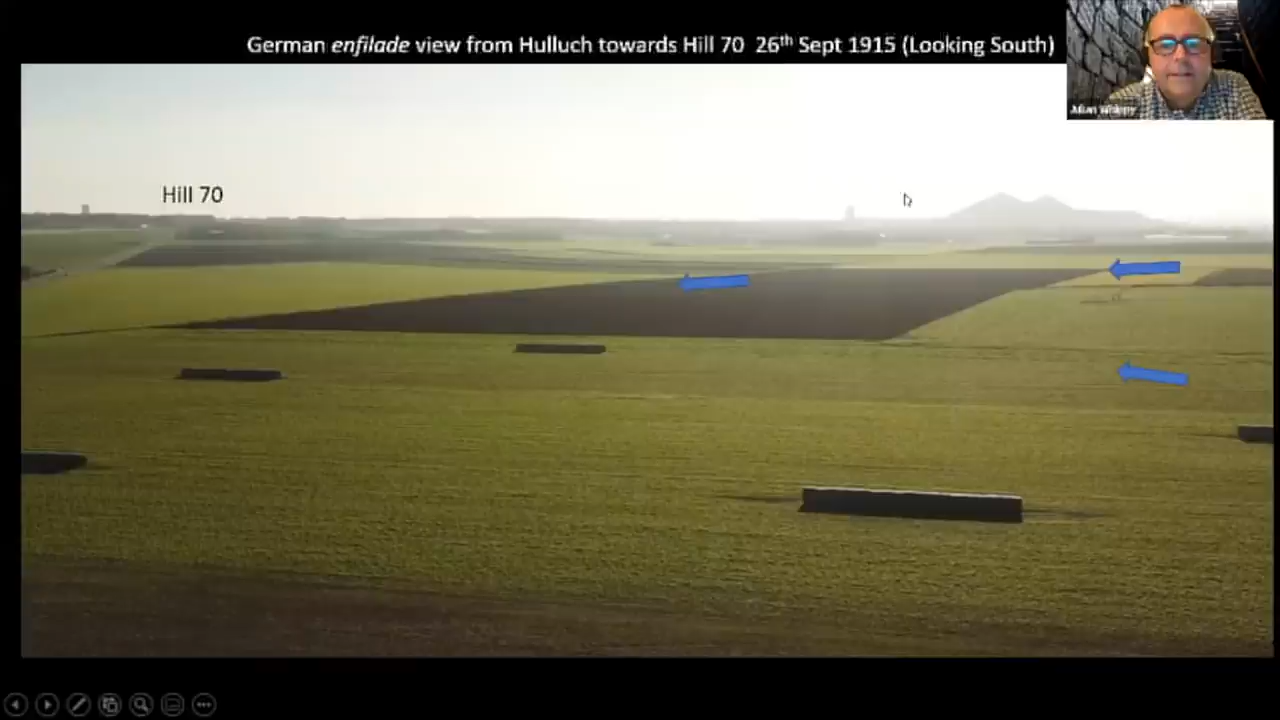 German enfilade view from Hulluch towards Hill 70 26th Sept 1915 (Looking South)
Hill 70